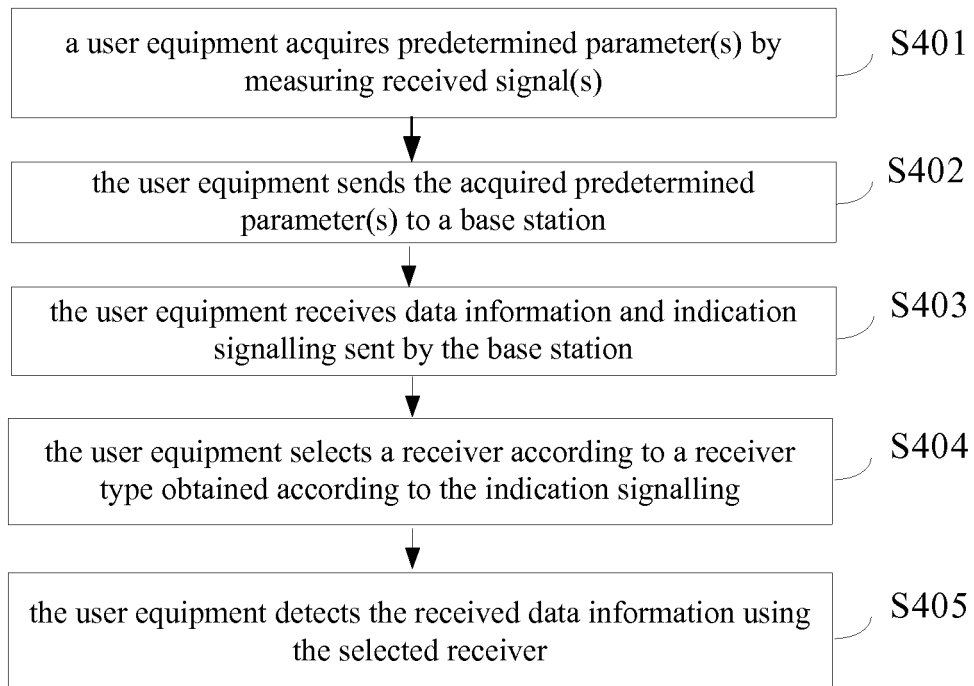 a user equipment acquires predetermined parameter(s) by
measuring received signal(s)
S401
the user equipment sends the acquired predetermined
parameter(s) to a base station
S402
the user equipment receives data information and indication
signalling sent by the base station
S403
the user equipment selects a receiver according to a receiver
type obtained according to the indication signalling
S404
the user equipment detects the received data information using
the selected receiver
S405